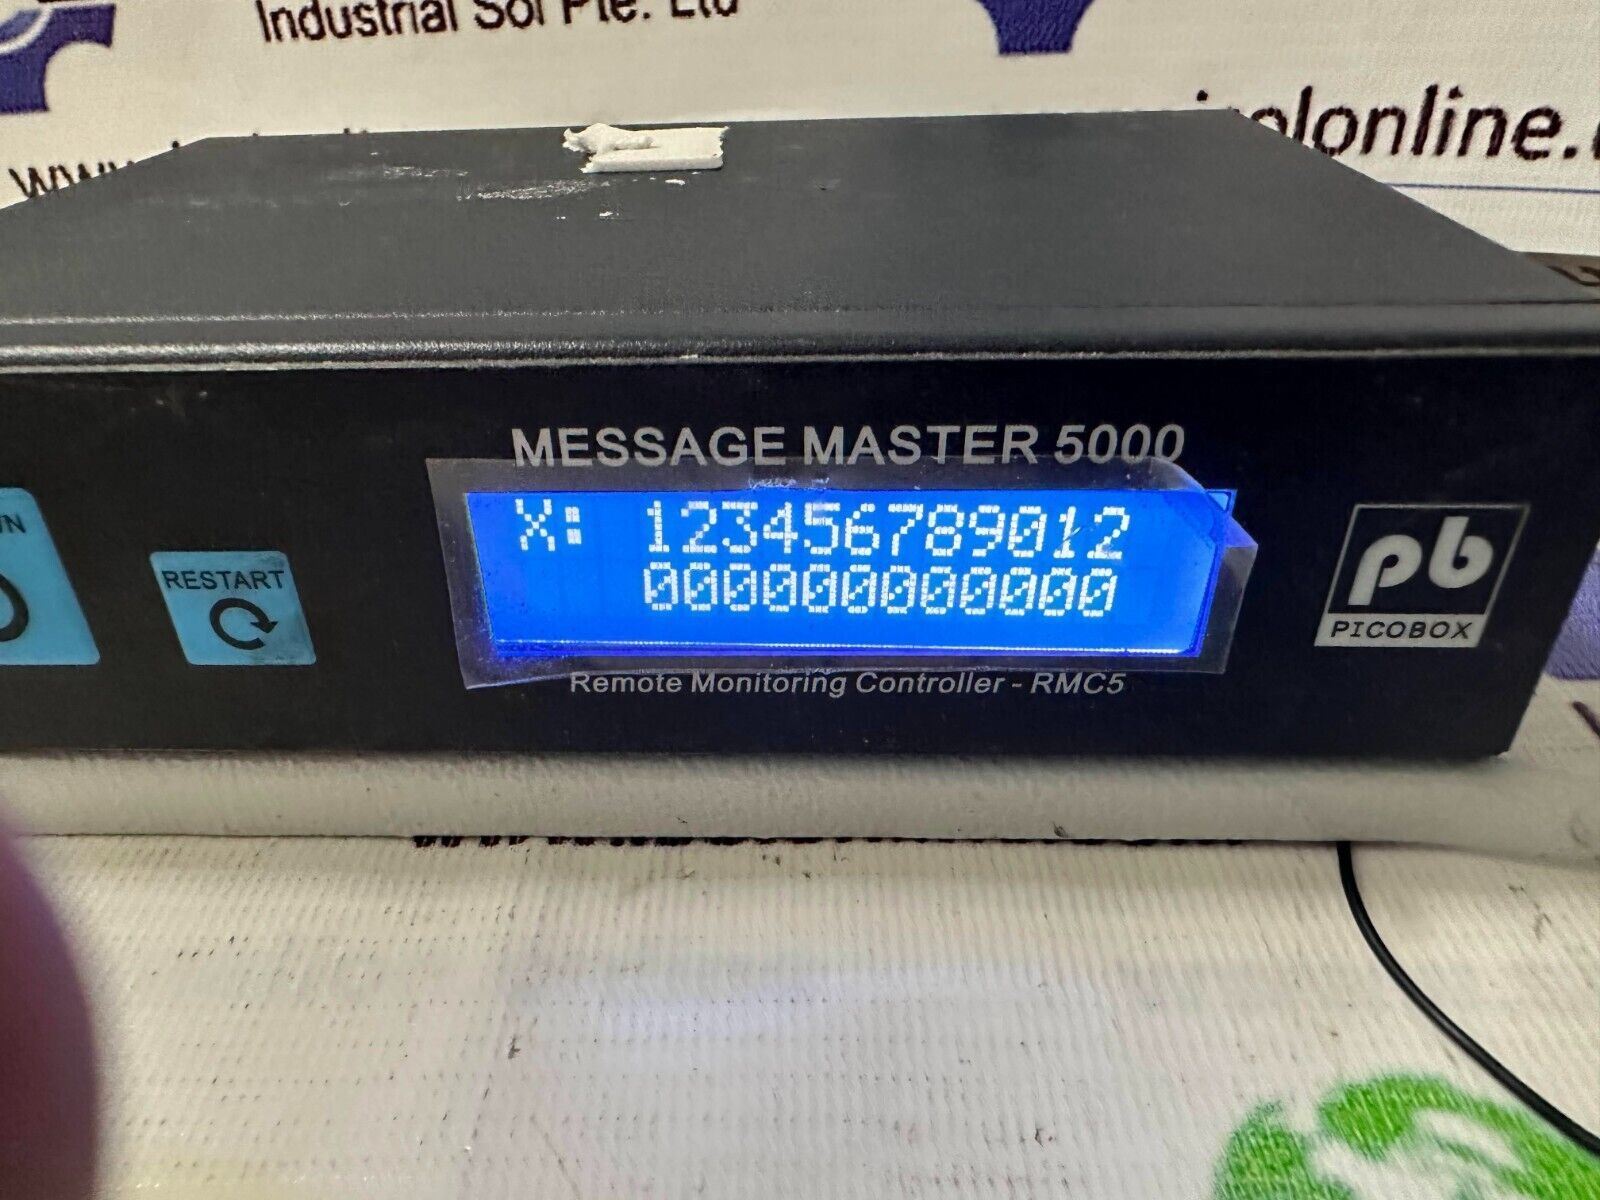 Industrial Sol Pte. Ltd
MESSAGE MASTER 5000
X: 123456789012
000000000000
Remote Monitoring Controller - RMC5
RESTART
pb
PICOBOX